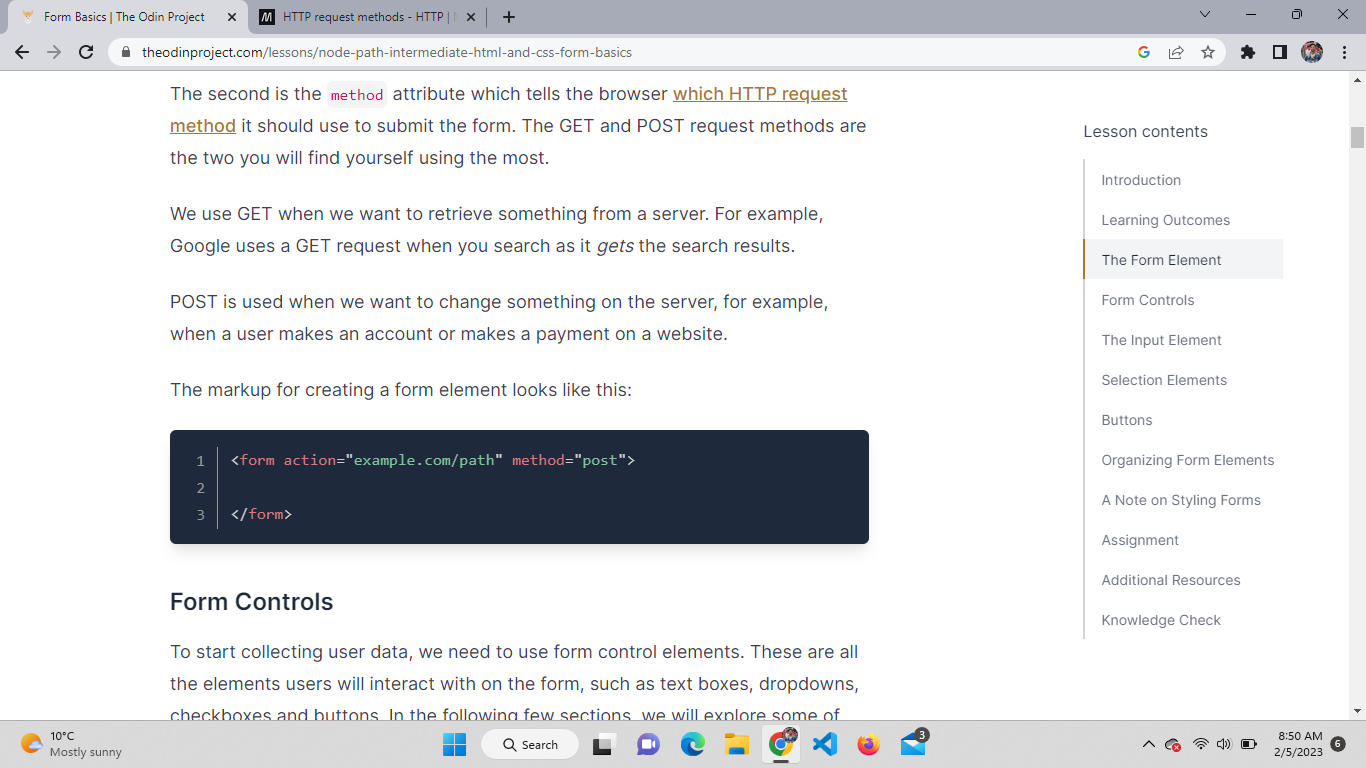 Form Basics | The Odin Project
HTTP request methods - HTTP |
theodinproject.com/lessons/node-path-intermediate-html-and-css-form-basics
The second is the method attribute which tells the browser which HTTP request
method it should use to submit the form. The GET and POST request methods are
the two you will find yourself using the most.
We use GET when we want to retrieve something from a server. For example,
Google uses a GET request when you search as it gets the search results.
POST is used when we want to change something on the server, for example,
when a user makes an account or makes a payment on a website.
The markup for creating a form element looks like this:
1 <form action="example.com/path" method="post">
2
3 </form>
Form Controls
To start collecting user data, we need to use form control elements. These are all
the elements users will interact with on the form, such as text boxes, dropdowns,
checkboxes and buttons. In the following few sections, we will explore some of
Lesson contents
Introduction
Learning Outcomes
The Form Element
Form Controls
The Input Element
Selection Elements
Buttons
Organizing Form Elements
A Note on Styling Forms
Assignment
Additional Resources
Knowledge Check
10°C
Mostly sunny
Search
3
8:50 AM
2/5/2023
6